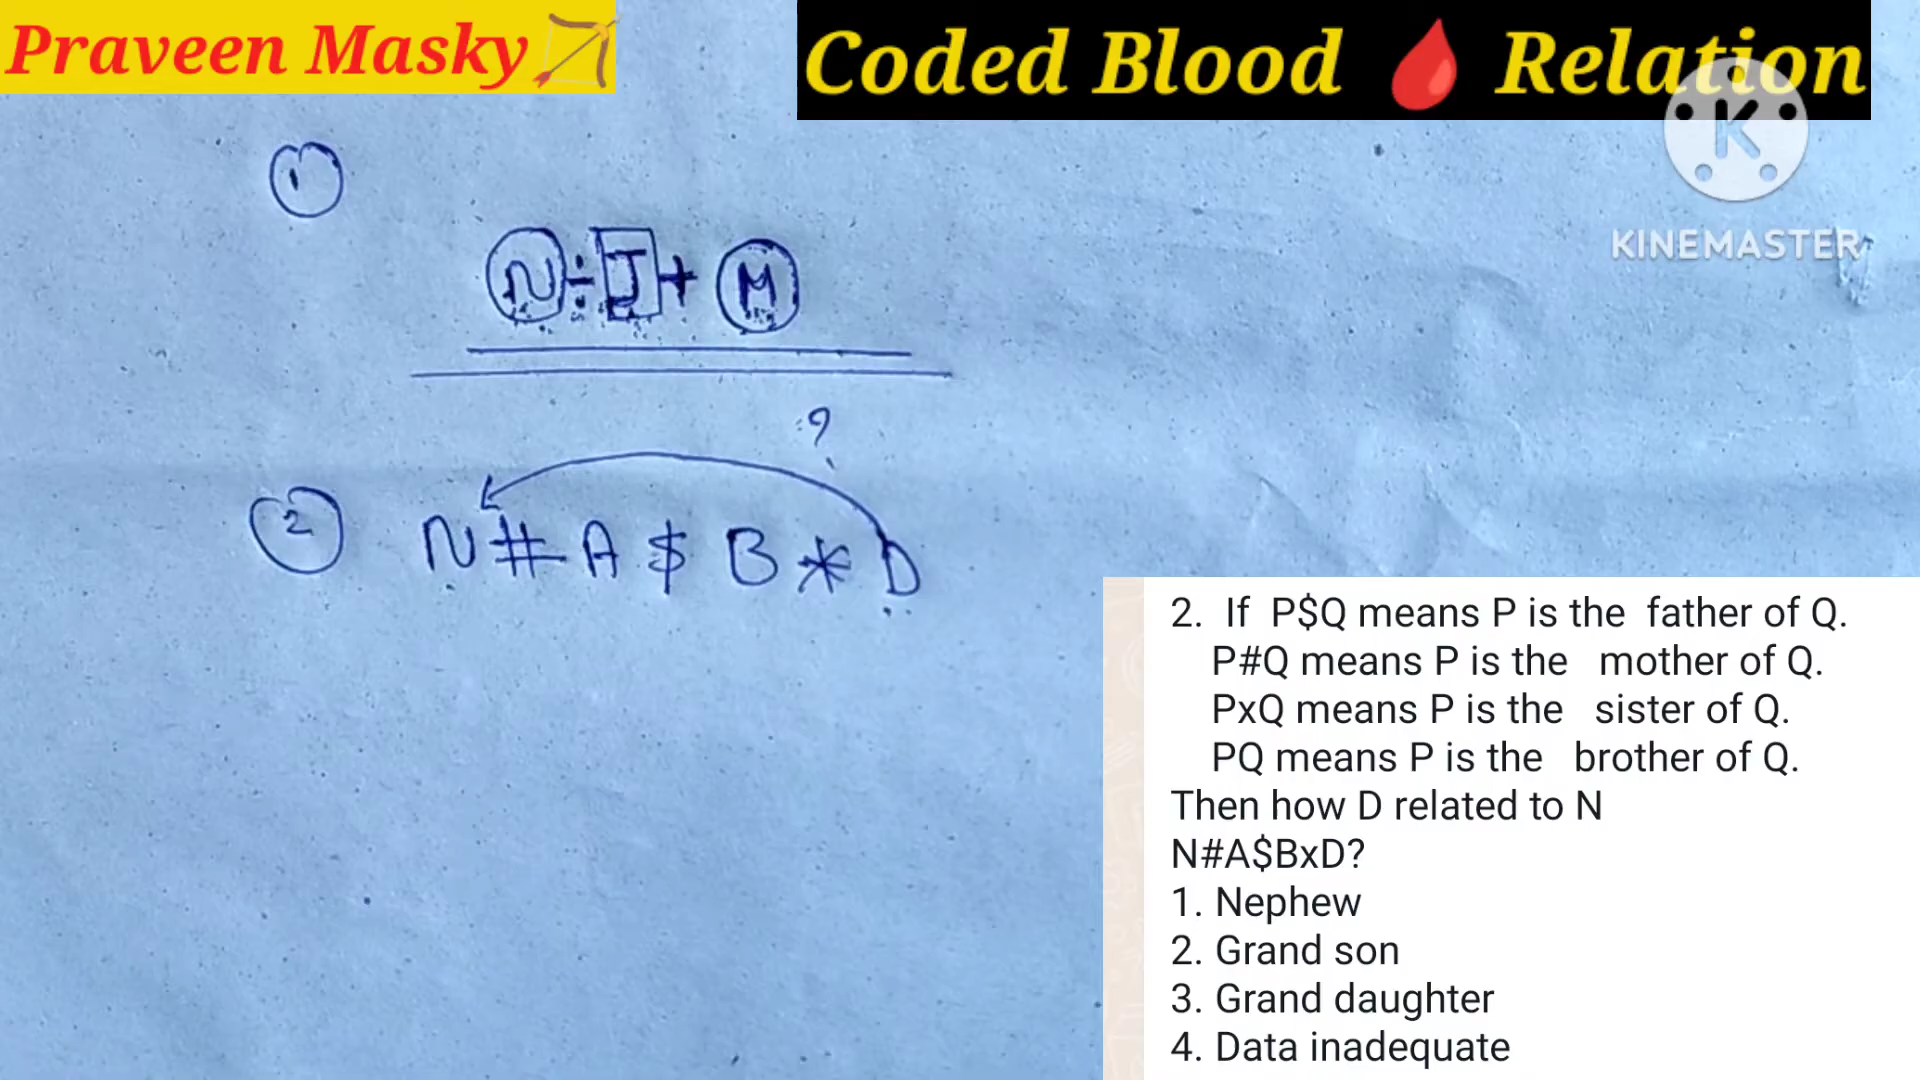 Praveen Masky
Coded Blood Relation
K
KINEMASTER
1
N÷J+M
?
2 N#A$B*D
2. If P$Q means P is the father of Q.
P#Q means P is the mother of Q.
PxQ means P is the sister of Q.
PQ means P is the brother of Q.
Then how D related to N
N#A$BxD?
1. Nephew
2. Grand son
3. Grand daughter
4. Data inadequate